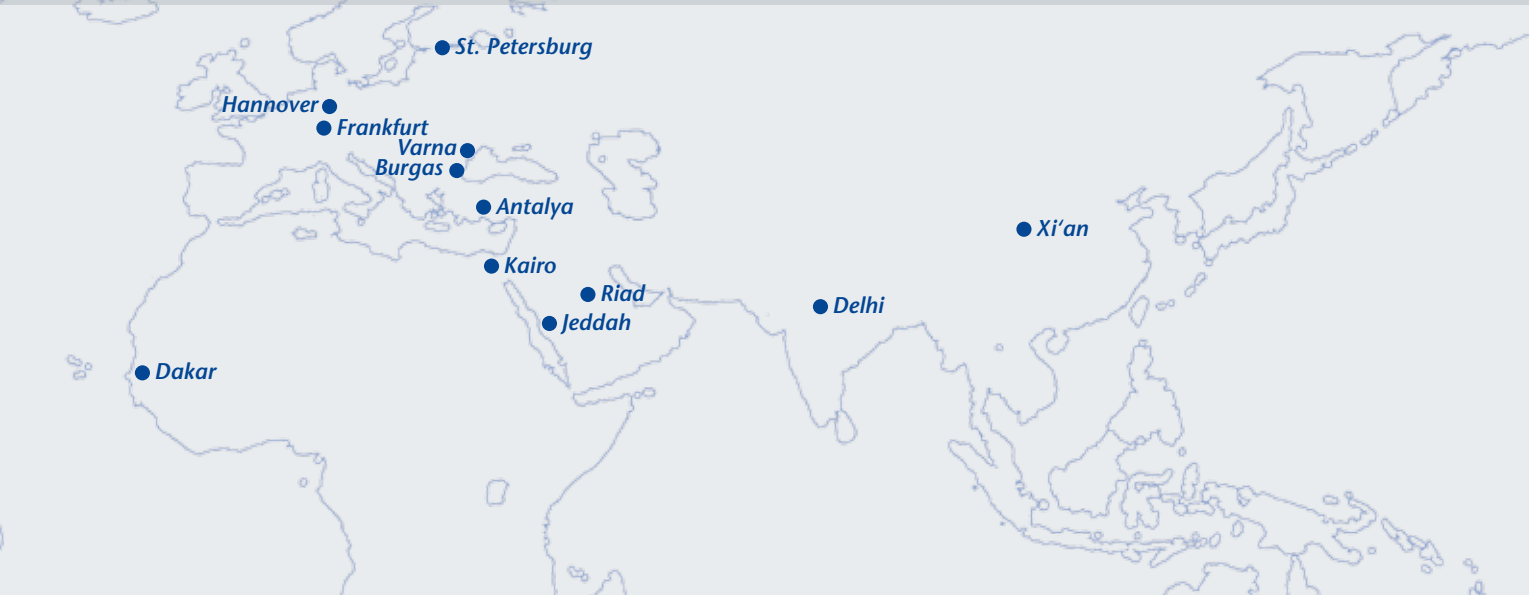 St. Petersburg
Hannover
Frankfurt
Varna
Burgas
Antalya
Xi‘an
Kairo
Riad
Delhi
Jeddah
Dakar